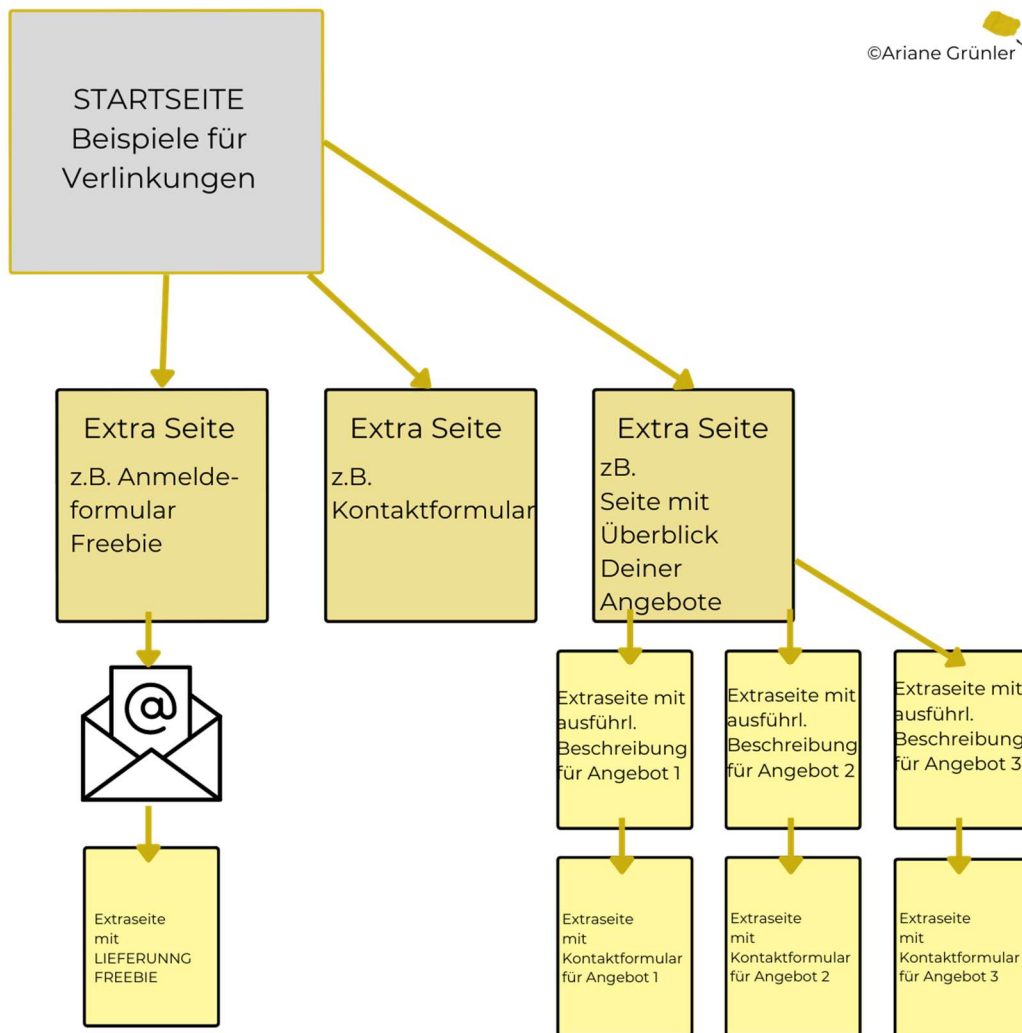 ©Ariane Grünler
STARTSEITE
Beispiele für
Verlinkungen
Extra Seite
z.B. Anmelde-
formular
Freebie
Extra Seite
z.B.
Kontaktformular
Extra Seite
zB.
Seite mit
Überblick
Deiner
Angebote
@
Extraseite mit
ausführl.
Beschreibung
für Angebot 1
Extraseite mit
ausführl.
Beschreibung
für Angebot 2
Extraseite mit
ausführl.
Beschreibung
für Angebot 3
Extraseite
mit
LIEFERUNNG
FREEBIE
Extraseite
mit
Kontaktformular
für Angebot 1
Extraseite
mit
Kontaktformular
für Angebot 2
Extraseite
mit
Kontaktformular
für Angebot 3